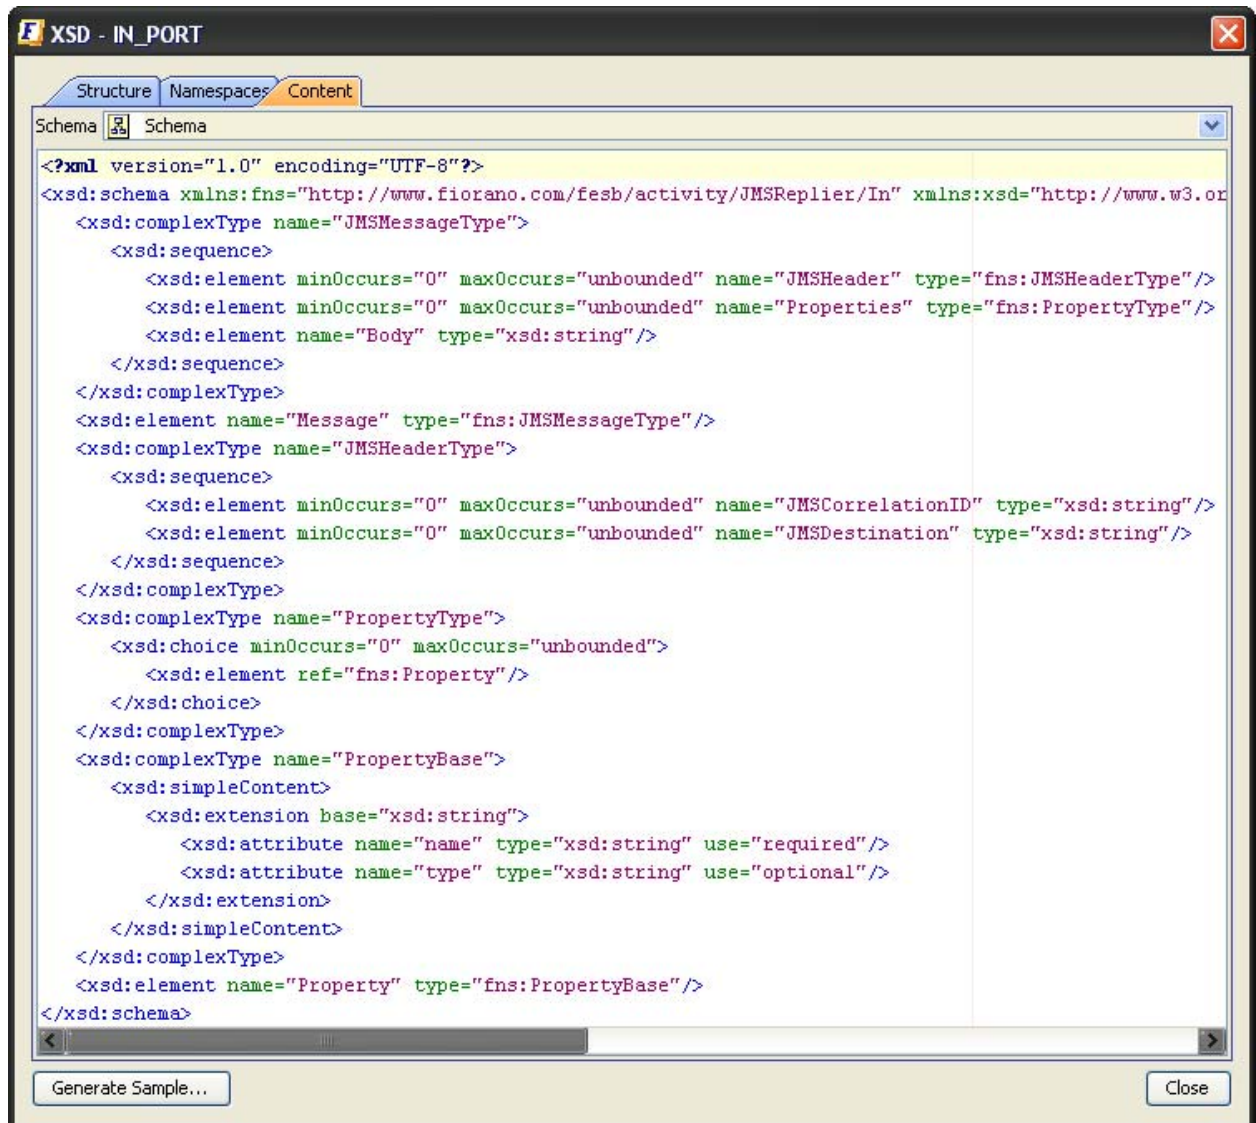 XSD - IN_PORT
Structure Namespaces Content
Schema Schema
<?xml version="1.0" encoding="UTF-8"?>
<xsd:schema xmlns:fns="http://www.fiorano.com/fesb/activity/JMSReplier/In" xmlns:xsd="http://www.w3.or
<xsd:complexType name="JMSMessageType">
<xsd:sequence>
<xsd:element minOccurs="0" maxOccurs="unbounded" name="JMSHeader" type="fns:JMSHeaderType"/>
<xsd:element minOccurs="0" maxOccurs="unbounded" name="Properties" type="fns:PropertyType"/>
<xsd:element name="Body" type="xsd:string"/>
</xsd:sequence>
</xsd:complexType>
<xsd:element name="Message" type="fns:JMSMessageType"/>
<xsd:complexType name="JMSHeaderType">
<xsd:sequence>
<xsd:element minOccurs="0" maxOccurs="unbounded" name="JMSCorrelationID" type="xsd:string"/>
<xsd:element minOccurs="0" maxOccurs="unbounded" name="JMSDestination" type="xsd:string"/>
</xsd:sequence>
</xsd:complexType>
<xsd:complexType name="PropertyType">
<xsd:choice minOccurs="0" maxOccurs="unbounded">
<xsd:element ref="fns:Property"/>
</xsd:choice>
</xsd:complexType>
<xsd:complexType name="PropertyBase">
<xsd:simpleContent>
<xsd:extension base="xsd:string">
<xsd:attribute name="name" type="xsd:string" use="required"/>
<xsd:attribute name="type" type="xsd:string" use="optional"/>
</xsd:extension>
</xsd:simpleContent>
</xsd:complexType>
<xsd:element name="Property" type="fns:PropertyBase"/>
</xsd:schema>
Generate Sample... Close